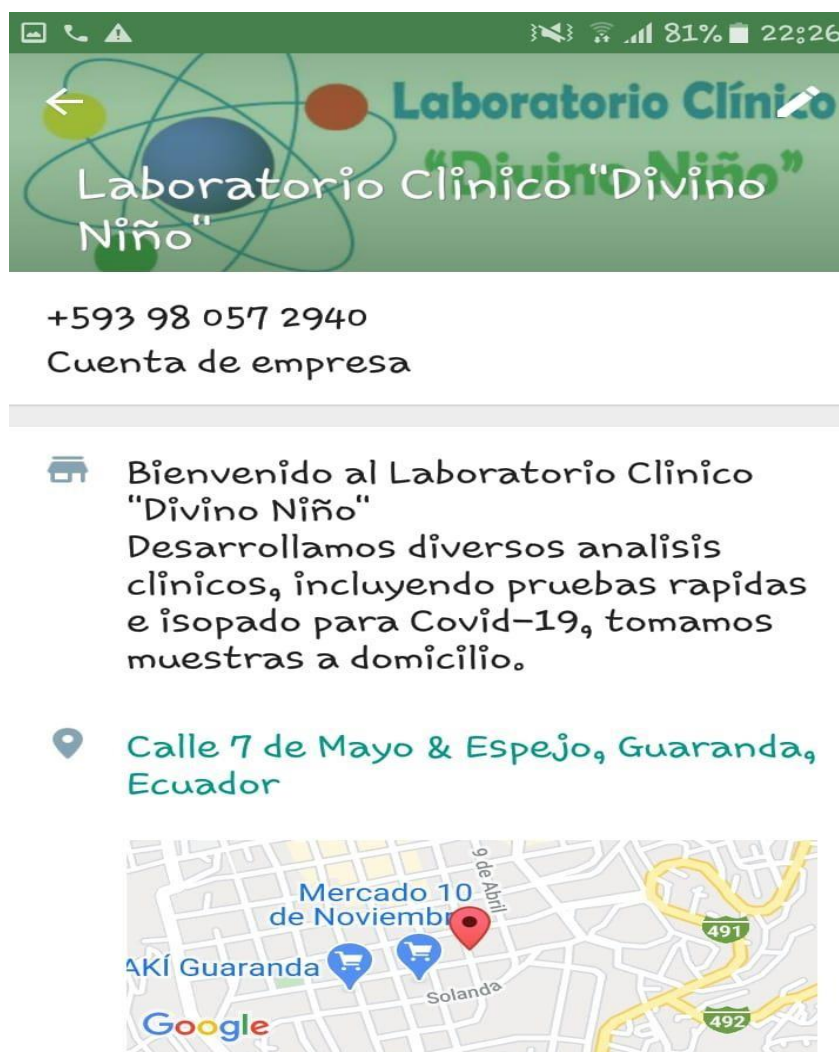 81% 22:26
Laboratorio Clínico
"Divino Niño"
Laboratorio Clinico "Divino
Niño"
+593 98 057 2940
Cuenta de empresa
Bienvenido al Laboratorio Clinico
"Divino Niño"
Desarrollamos diversos analisis
clinicos, incluyendo pruebas rapidas
e isopado para Covid-19, tomamos
muestras a domicilio.
Calle 7 de Mayo & Espejo, Guaranda,
Ecuador
9 de Abril
Mercado 10
de Noviembr
491
AKÍ Guaranda
Solanda
Google
492